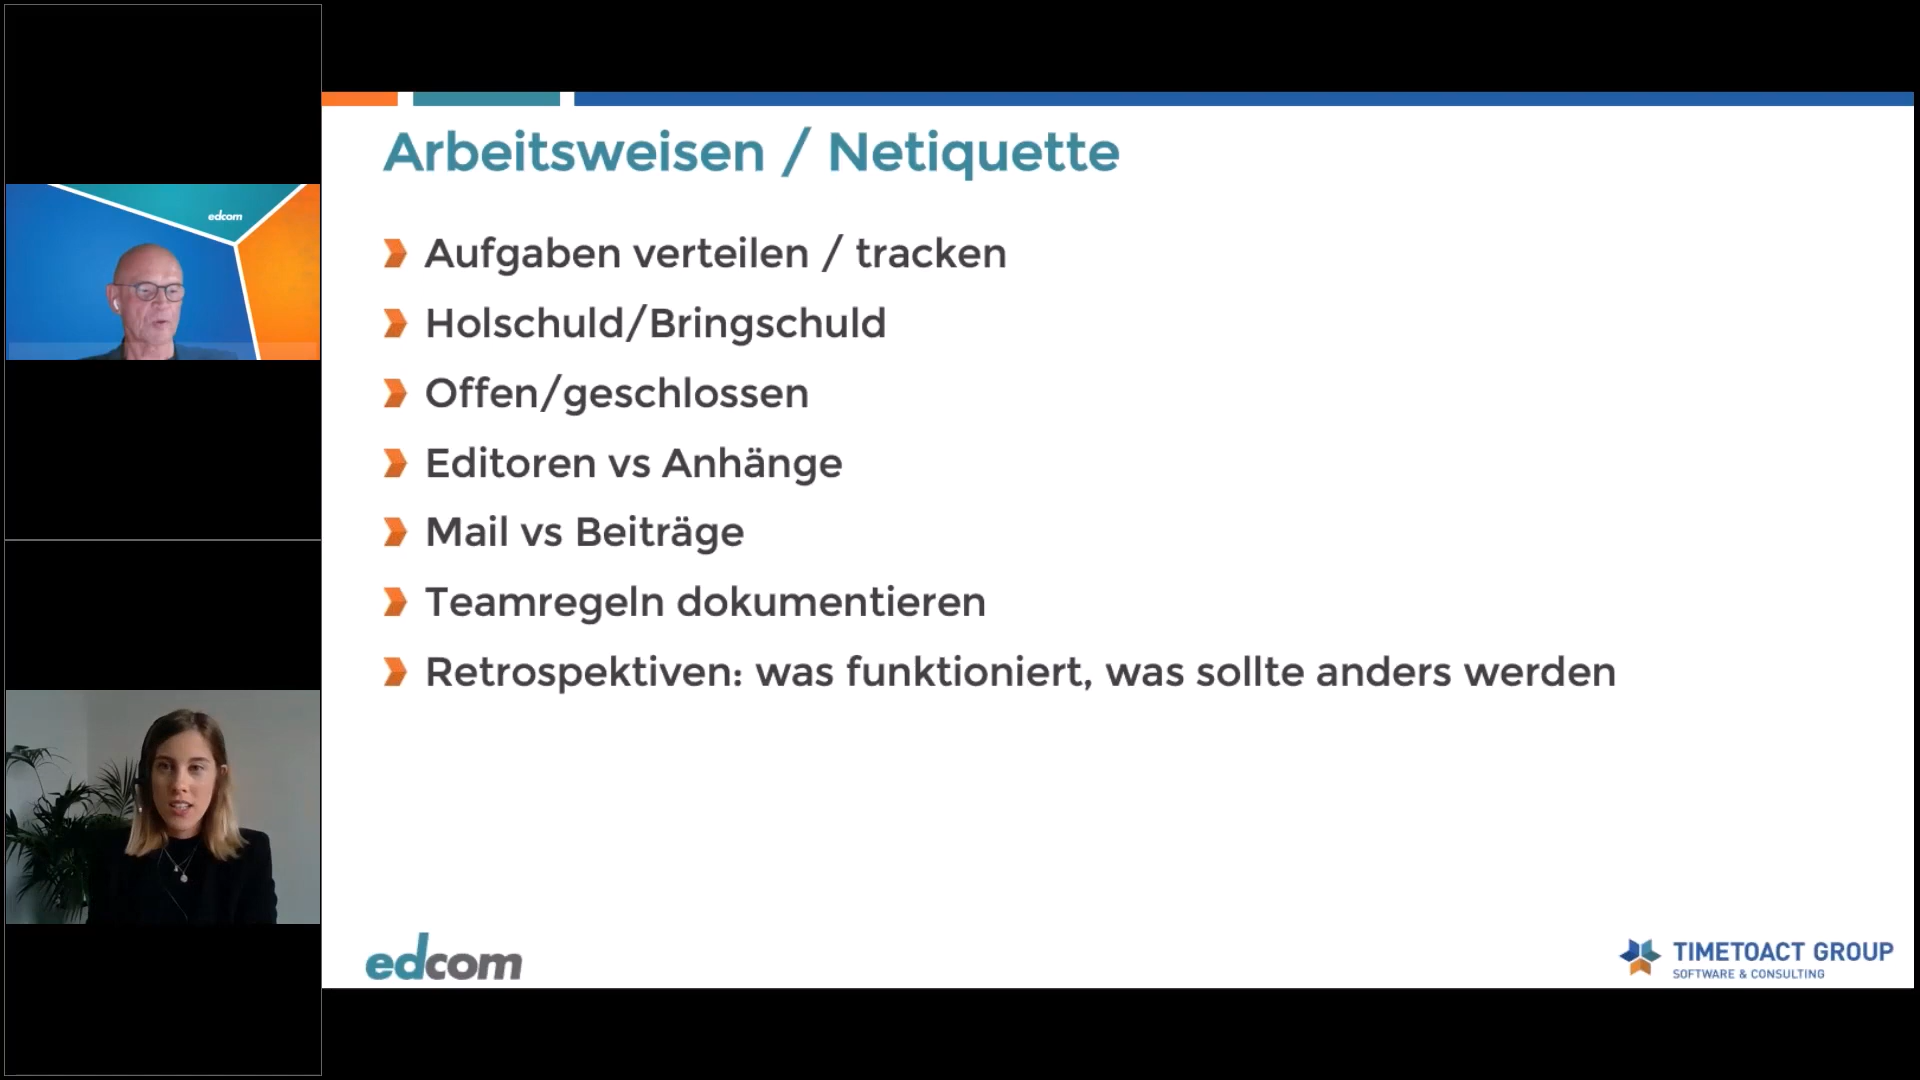 edcom
Arbeitsweisen / Netiquette
Aufgaben verteilen / tracken
Holschuld/Bringschuld
Offen/geschlossen
Editoren vs Anhänge
Mail vs Beiträge
Teamregeln dokumentieren
Retrospektiven: was funktioniert, was sollte anders werden
edcom
TIMETOACT GROUP
SOFTWARE & CONSULTING